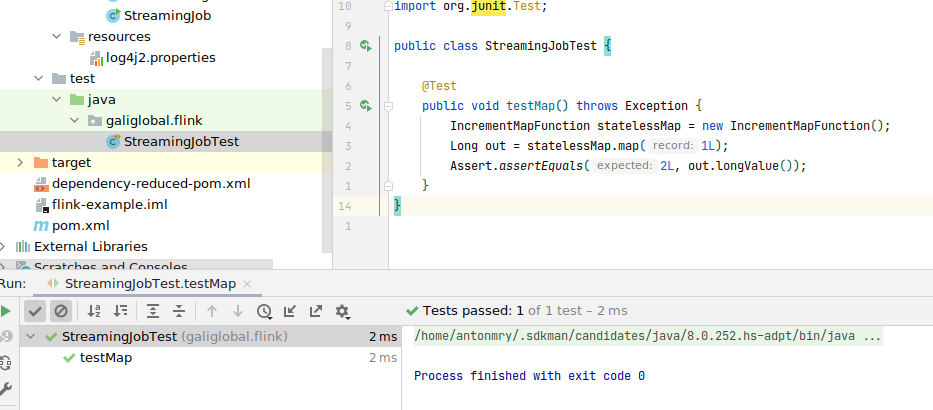 StreamingJob
resources
log4j2.properties
test
java
galiglobal.flink
StreamingJobTest
target
dependency-reduced-pom.xml
flink-example.iml
pom.xml
External Libraries
Scratches and Consoles
10 import org.junit.Test;
9
8 public class StreamingJobTest {
7
6 @Test
5 public void testMap() throws Exception {
4 IncrementMapFunction statelessMap = new IncrementMapFunction();
3 Long out = statelessMap.map( record: 1L);
2 Assert.assertEquals( expected: 2L, out.longValue());
1 }
14 }
1
Run: StreamingJobTest.testMap
Tests passed: 1 of 1 test – 2 ms
StreamingJobTest (galiglobal.flink) 2 ms
testMap 2 ms
/home/antonmry/.sdkman/candidates/java/8.0.252.hs-adpt/bin/java ...
Process finished with exit code 0